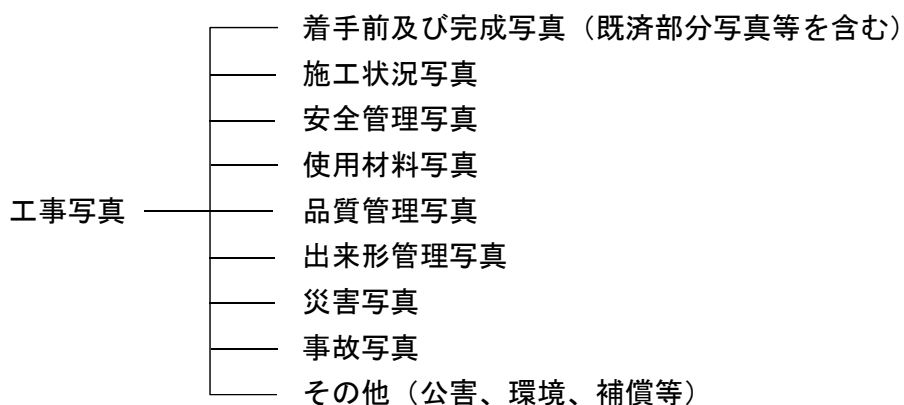 着手前及び完成写真（既済部分写真等を含む）
施工状況写真
安全管理写真
使用材料写真
工事写真
品質管理写真
出来形管理写真
災害写真
事故写真
その他（公害、環境、補償等）